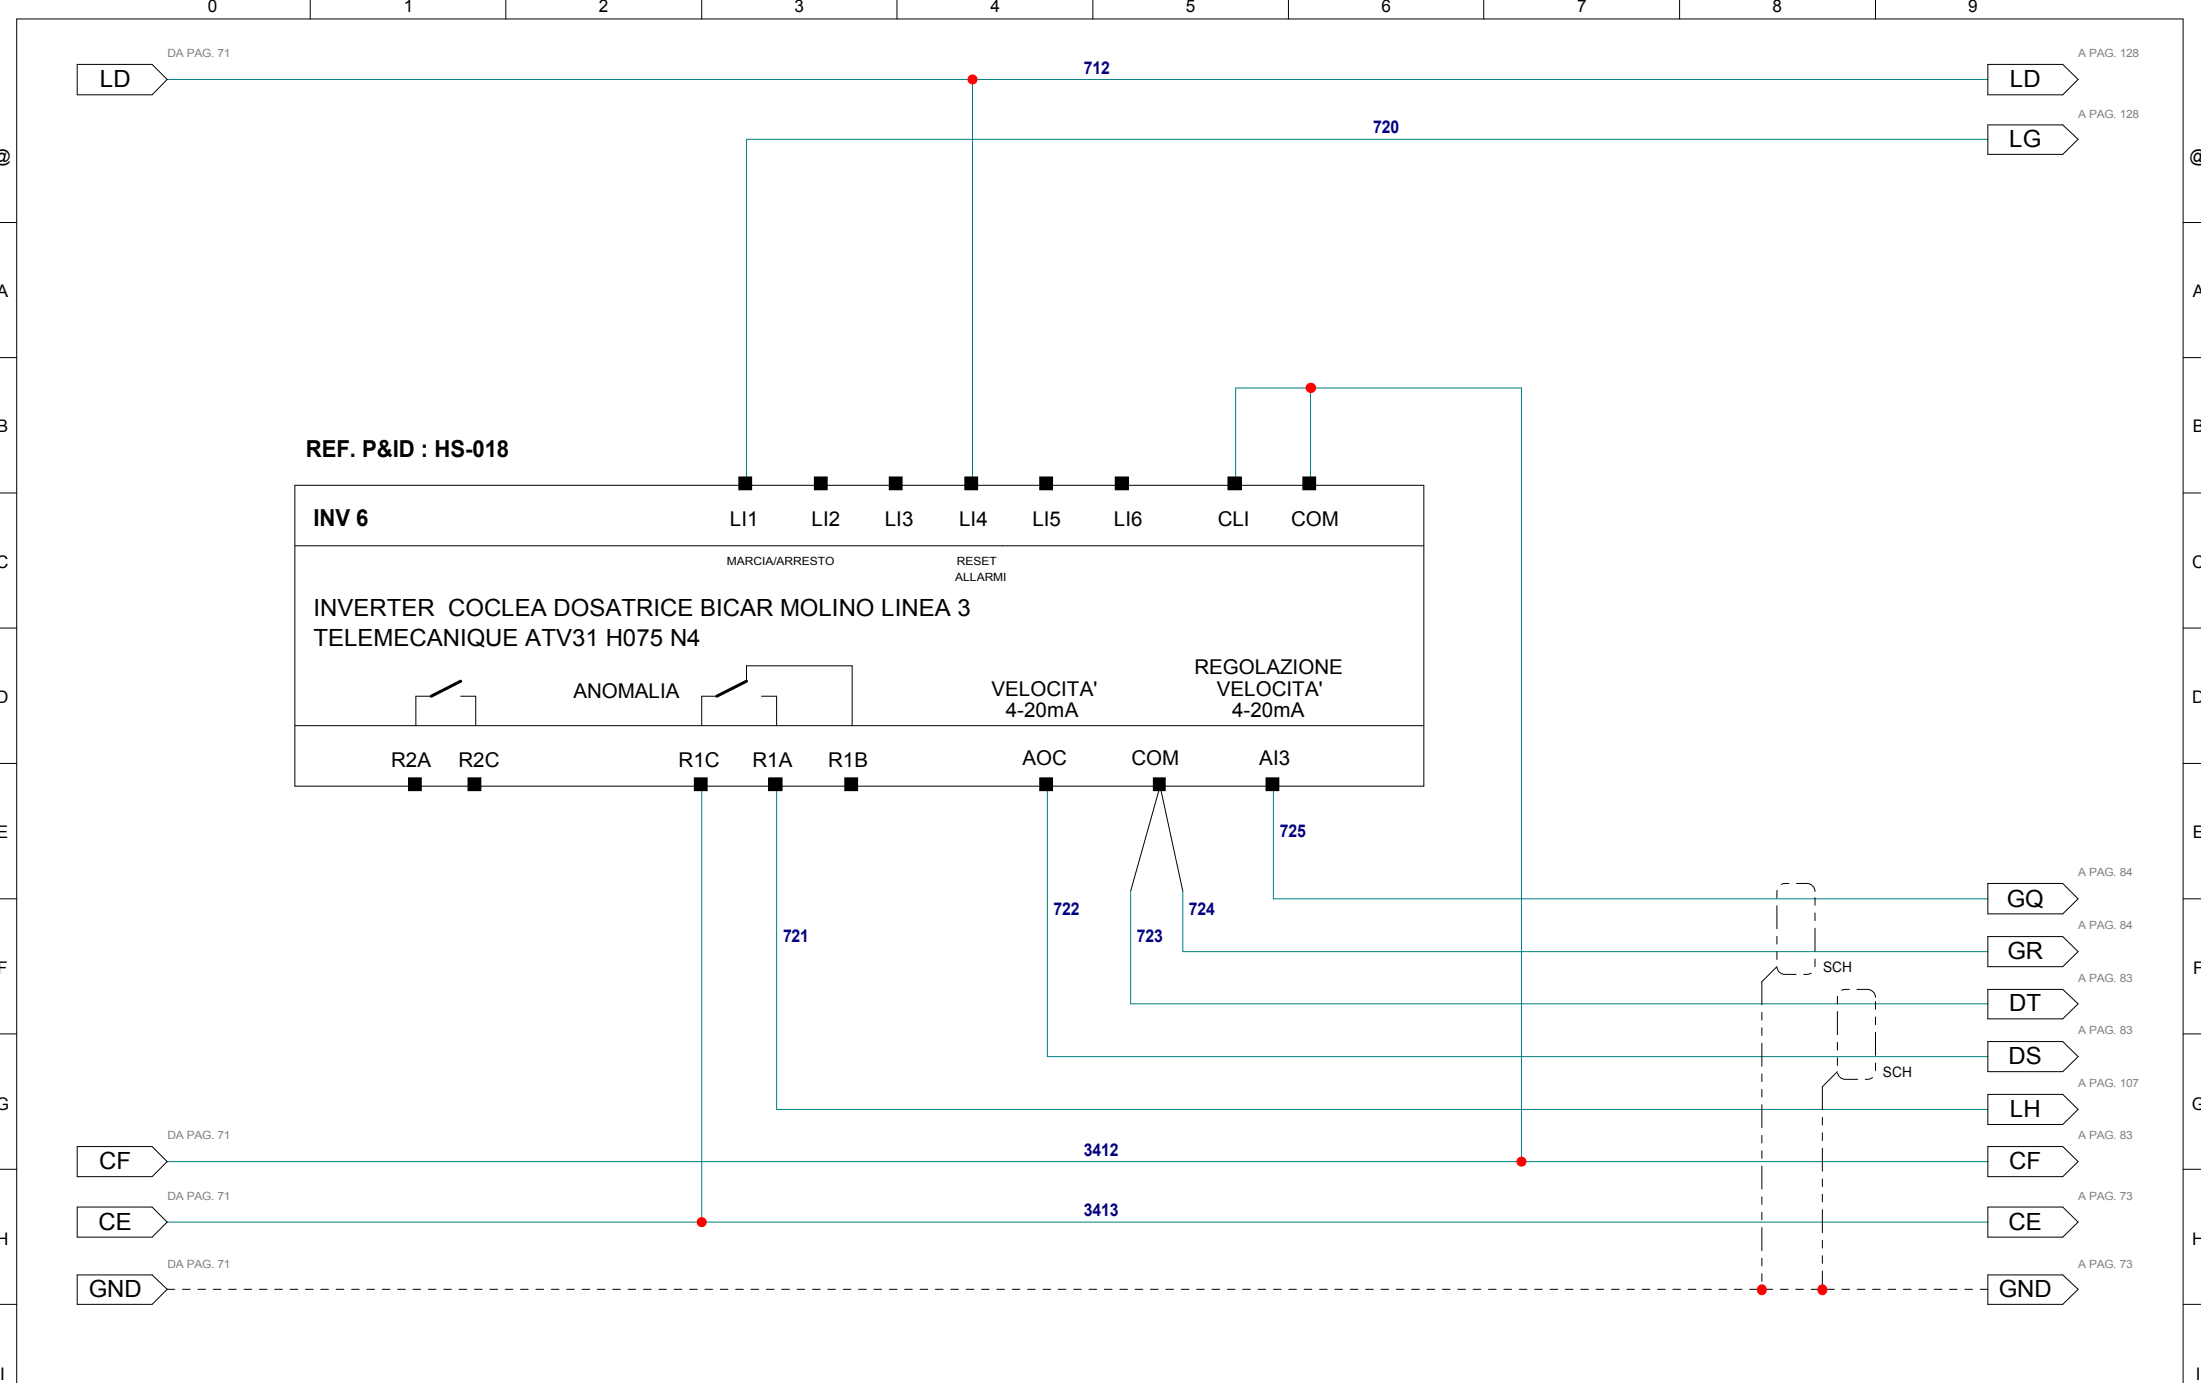 0 1 2 3 4 5 6 7 8 9
DA PAG. 71
LD
712
A PAG. 128
LD
720
A PAG. 128
LG
@ @
A A
B B
REF. P&ID : HS-018
INV 6
LI1 LI2 LI3 LI4 LI5 LI6 CLI COM
C C
MARCIA/ARRESTO
RESET
ALLARMI
INVERTER COCLEA DOSATRICE BICAR MOLINO LINEA 3
TELEMECANIQUE ATV31 H075 N4
D D
ANOMALIA
VELOCITA'
4-20mA
REGOLAZIONE
VELOCITA'
4-20mA
R2A R2C R1C R1A R1B AOC COM AI3
E E
725
A PAG. 84
GQ
722
724
721
723
A PAG. 84
GR
F F
SCH
A PAG. 83
DT
A PAG. 83
DS
SCH
A PAG. 107
LH
G G
DA PAG. 71
CF
3412
A PAG. 83
CF
DA PAG. 71
CE
3413
A PAG. 73
CE
H H
DA PAG. 71
GND
A PAG. 73
GND
I I